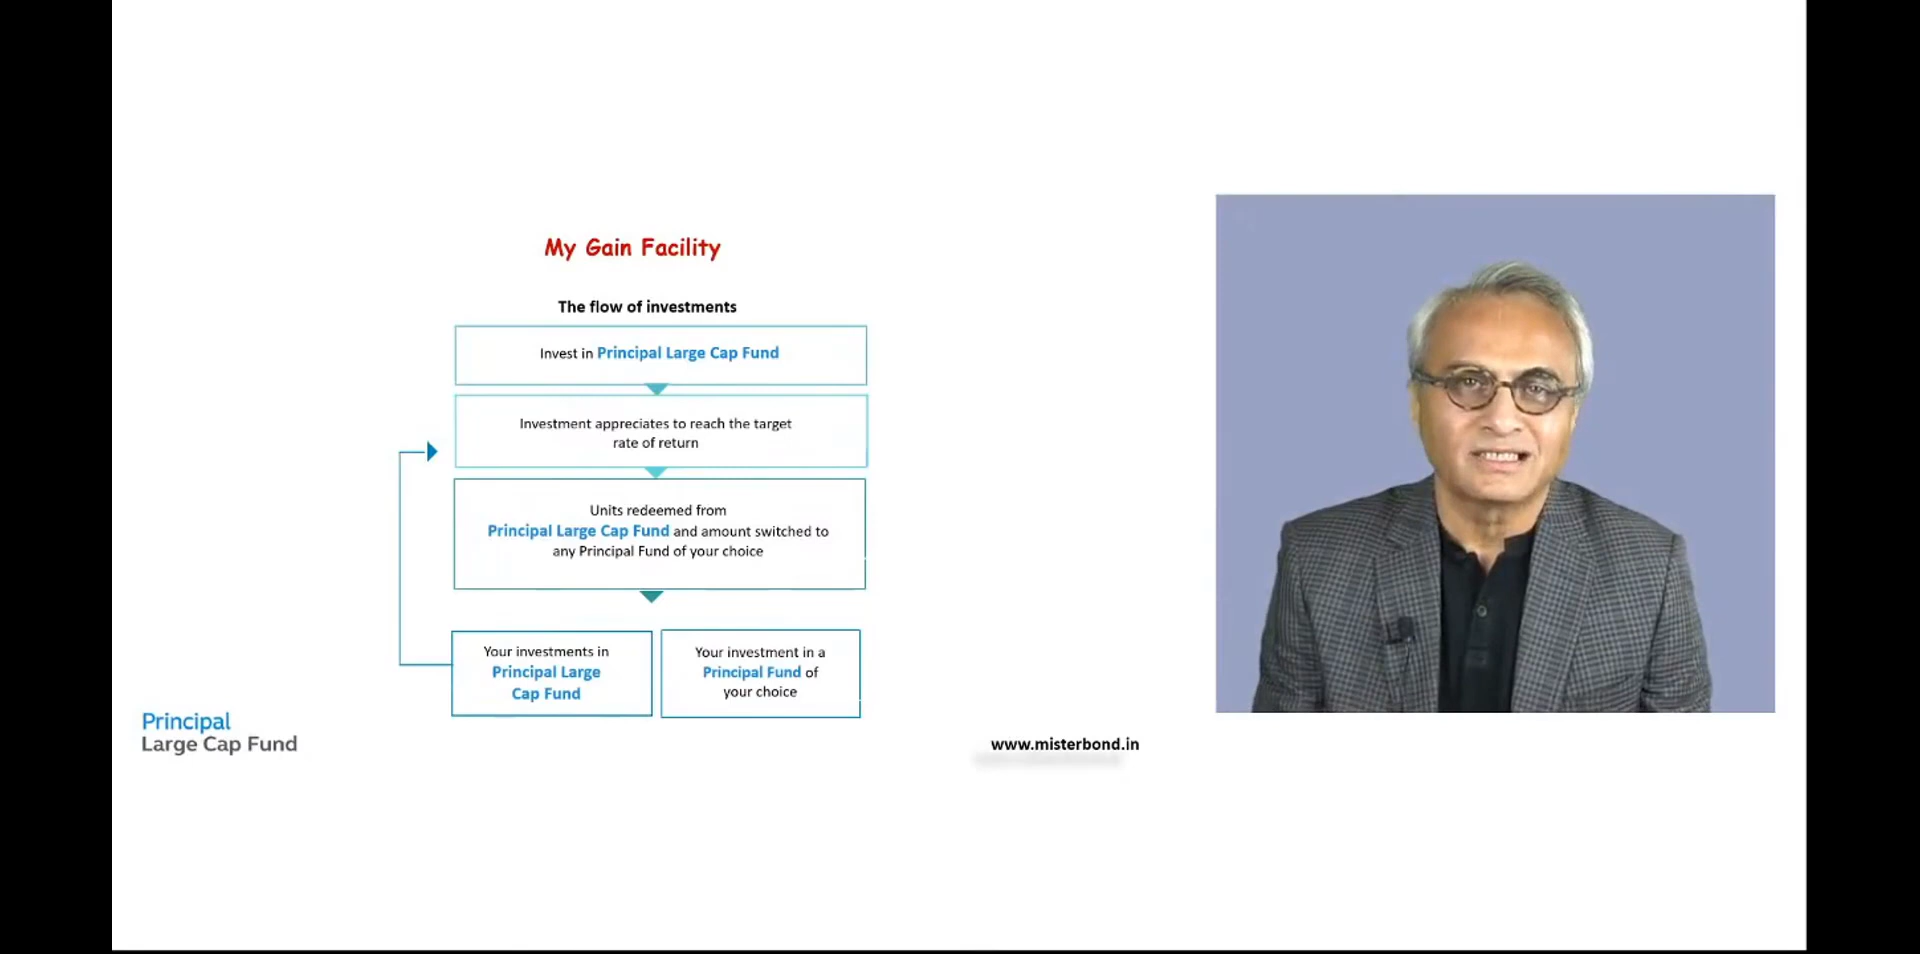 My Gain Facility
The flow of investments
Invest in Principal Large Cap Fund
Investment appreciates to reach the target
rate of return
Units redeemed from
Principal Large Cap Fund and amount switched to
any Principal Fund of your choice
Your investments in
Principal Large
Cap Fund
Your investment in a
Principal Fund of
your choice
Principal
Large Cap Fund
www.misterbond.in